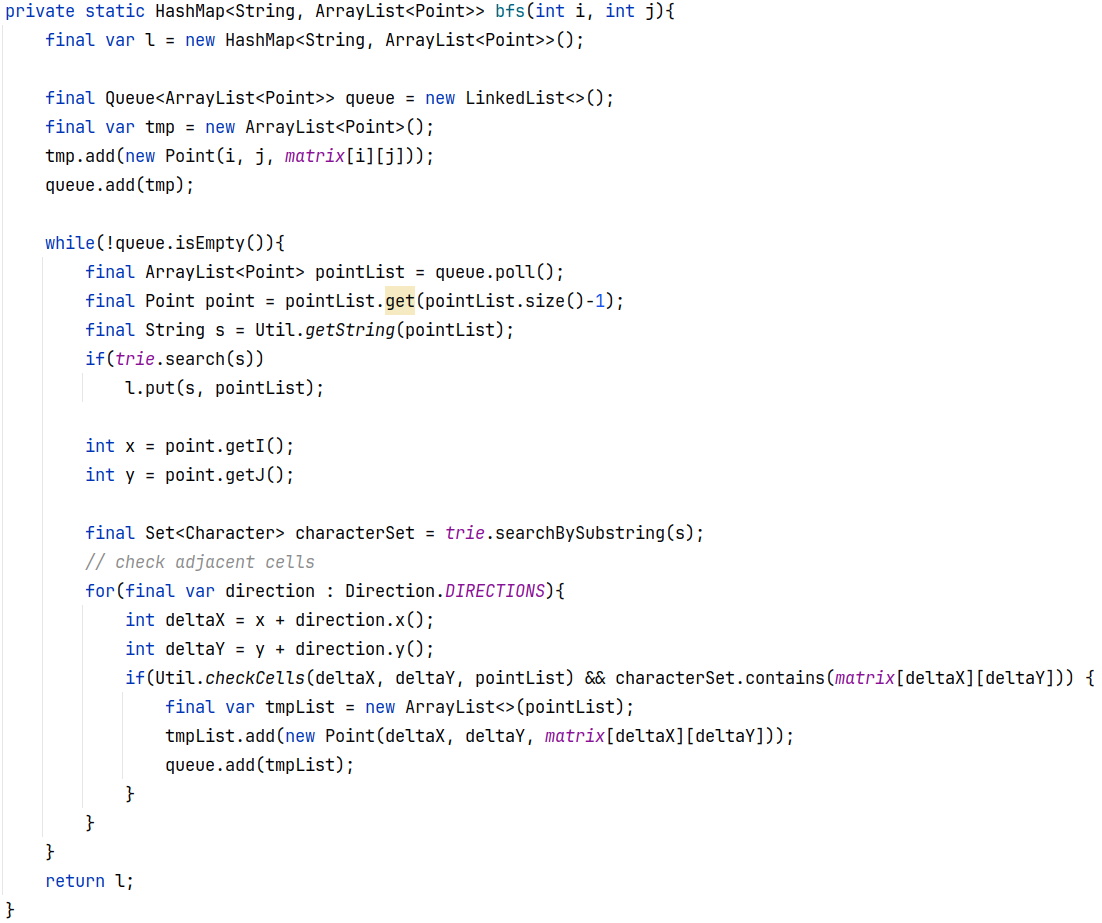 private static HashMap<String, ArrayList<Point>> bfs(int i, int j){
    final var l = new HashMap<String, ArrayList<Point>>();

    final Queue<ArrayList<Point>> queue = new LinkedList<>();
    final var tmp = new ArrayList<Point>();
    tmp.add(new Point(i, j, matrix[i][j]));
    queue.add(tmp);

    while(!queue.isEmpty()){
        final ArrayList<Point> pointList = queue.poll();
        final Point point = pointList.get(pointList.size()-1);
        final String s = Util.getString(pointList);
        if(trie.search(s))
            l.put(s, pointList);

        int x = point.getI();
        int y = point.getJ();

        final Set<Character> characterSet = trie.searchBySubstring(s);
        // check adjacent cells
        for(final var direction : Direction.DIRECTIONS){
            int deltaX = x + direction.x();
            int deltaY = y + direction.y();
            if(Util.checkCells(deltaX, deltaY, pointList) && characterSet.contains(matrix[deltaX][deltaY])) {
                final var tmpList = new ArrayList<>(pointList);
                tmpList.add(new Point(deltaX, deltaY, matrix[deltaX][deltaY]));
                queue.add(tmpList);
            }
        }
    }
    return l;
}